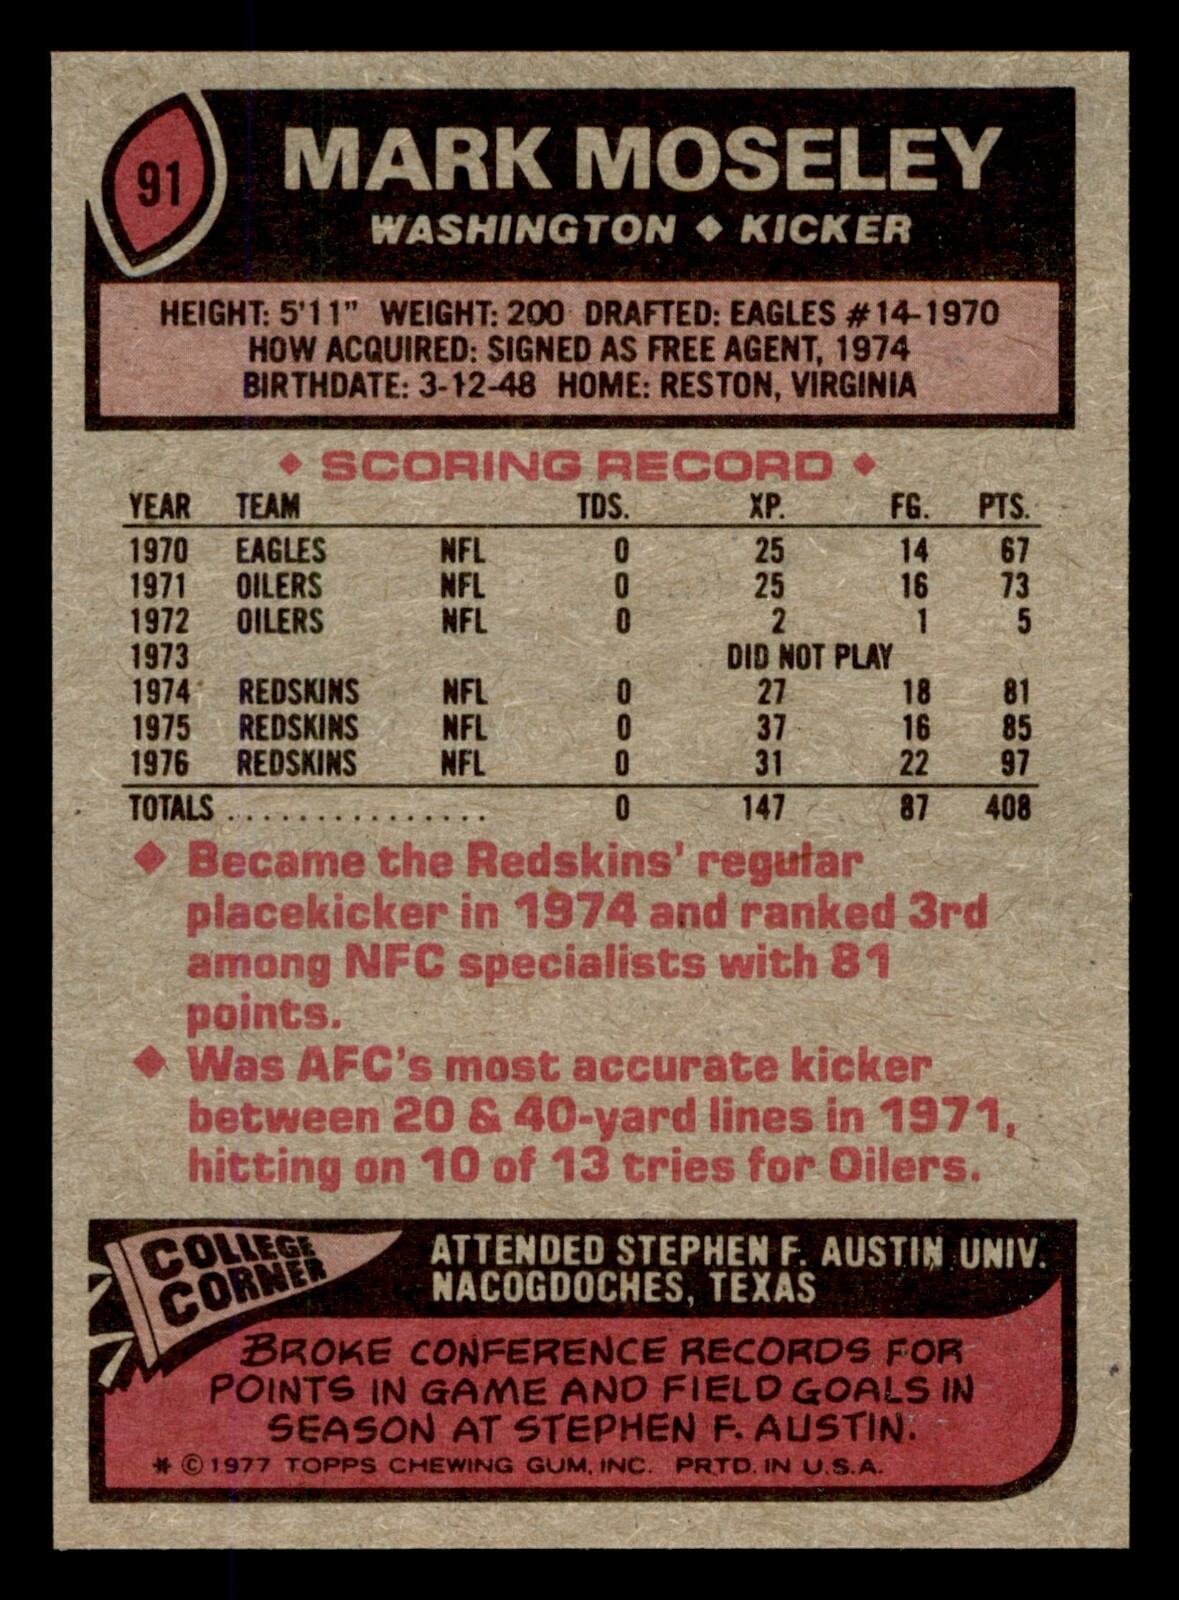 91
MARK MOSELEY
WASHINGTON ◆ KICKER
HEIGHT: 5'11" WEIGHT: 200 DRAFTED: EAGLES #14-1970
HOW ACQUIRED: SIGNED AS FREE AGENT, 1974
BIRTHDATE: 3-12-48 HOME: RESTON, VIRGINIA
◆ SCORING RECORD ◆
YEAR TEAM TDS. XP. FG. PTS.
1970 EAGLES NFL 0 25 14 67
1971 OILERS NFL 0 25 16 73
1972 OILERS NFL 0 2 1 5
1973 DID NOT PLAY
1974 REDSKINS NFL 0 27 18 81
1975 REDSKINS NFL 0 37 16 85
1976 REDSKINS NFL 0 31 22 97
TOTALS ............... 0 147 87 408
◆ Became the Redskins' regular
placekicker in 1974 and ranked 3rd
among NFC specialists with 81
points.
◆ Was AFC's most accurate kicker
between 20 & 40-yard lines in 1971,
hitting on 10 of 13 tries for Oilers.
COLLEGE
CORNER
ATTENDED STEPHEN F. AUSTIN UNIV.
NACOGDOCHES, TEXAS
BROKE CONFERENCE RECORDS FOR
POINTS IN GAME AND FIELD GOALS IN
SEASON AT STEPHEN F. AUSTIN.
* © 1977 TOPPS CHEWING GUM, INC. PRTD. IN U.S.A.